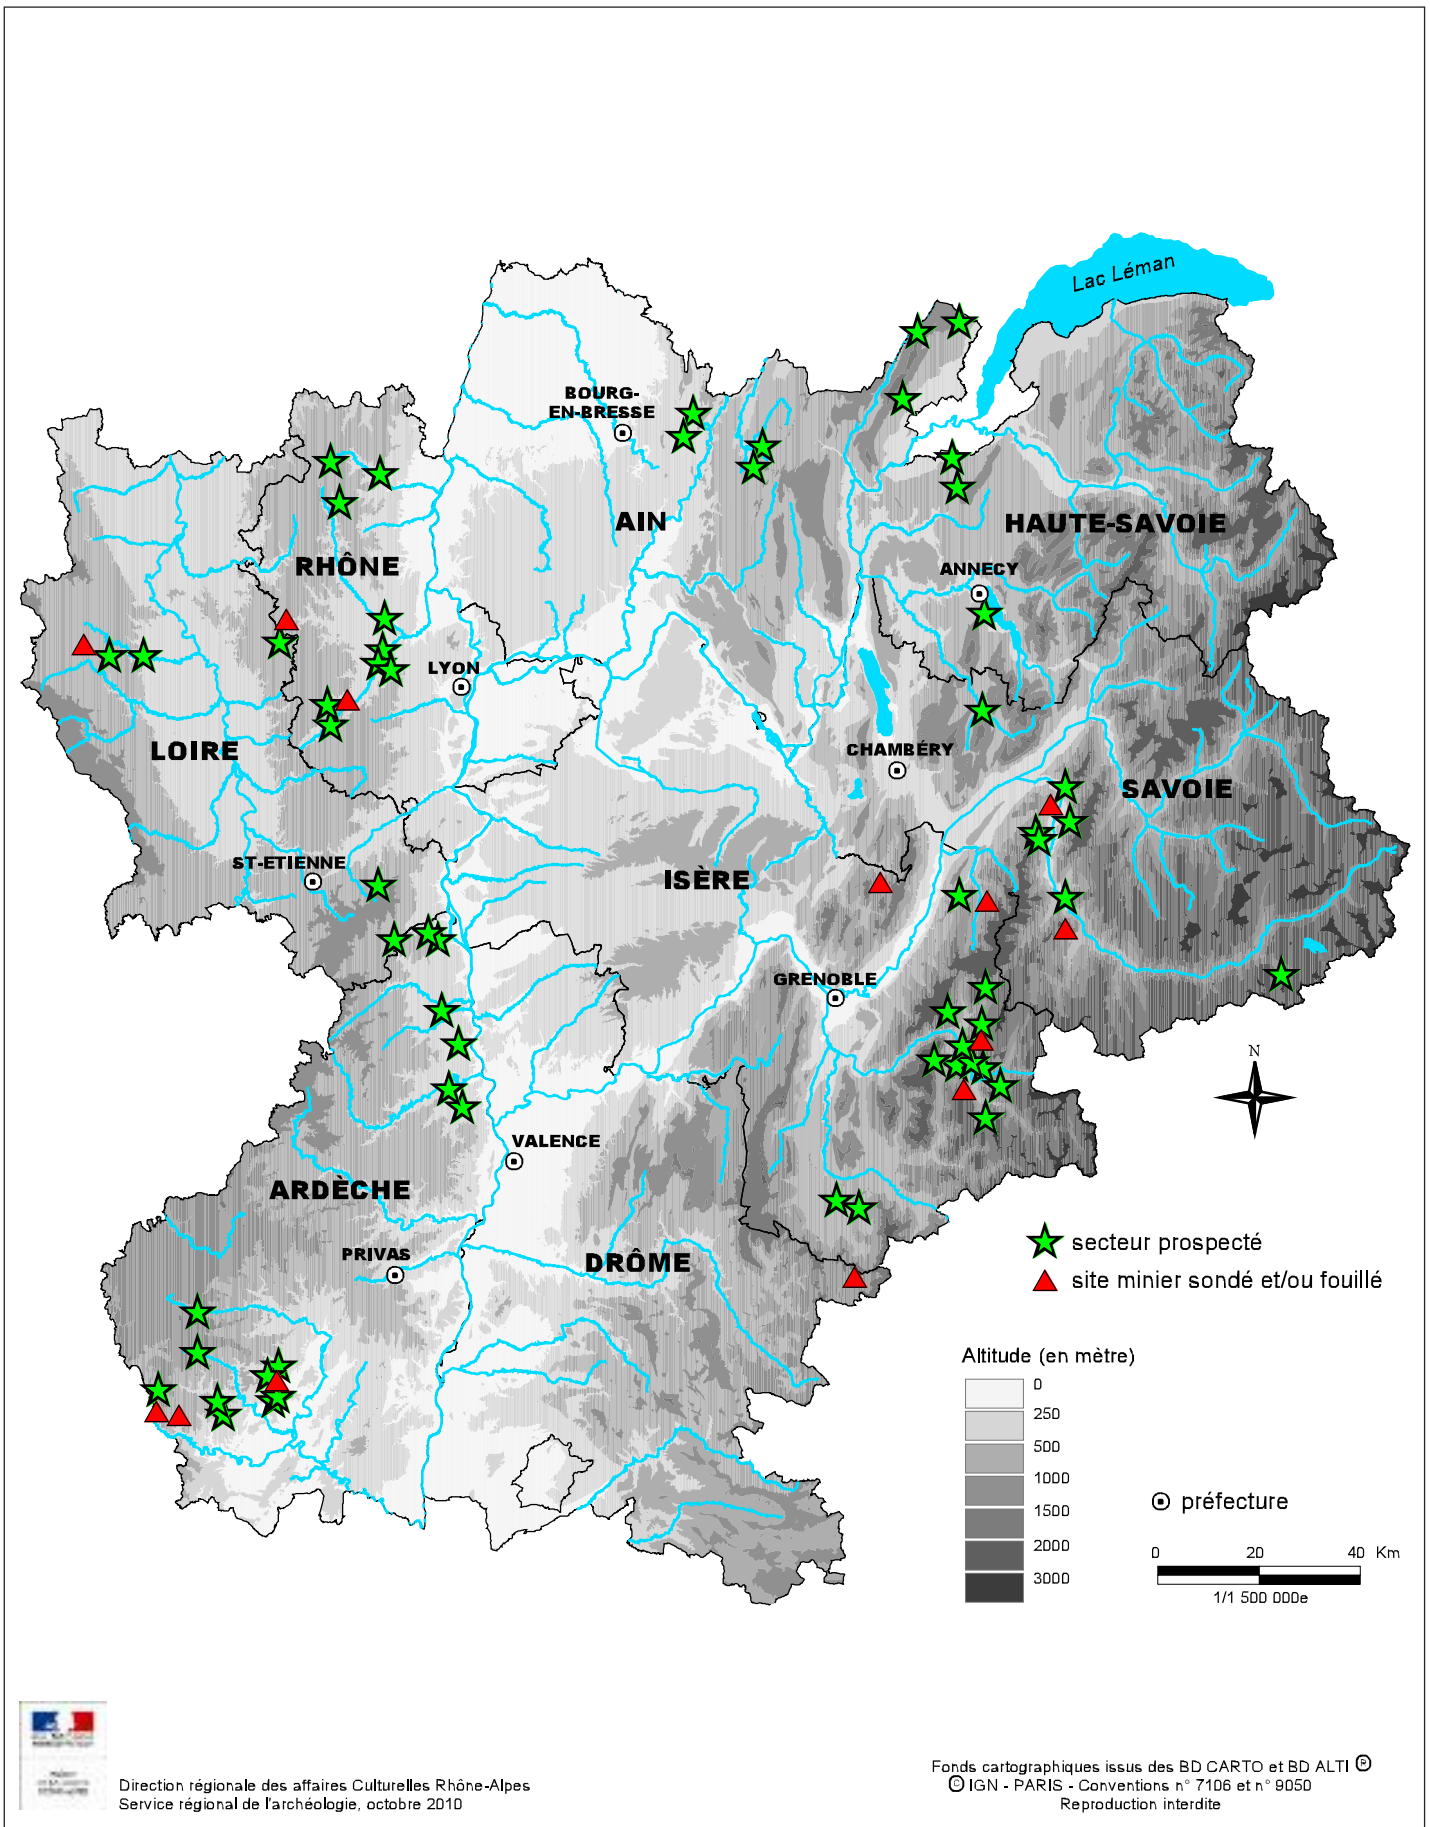 Lac Léman
BOURG-
EN-BRESSE
AIN
HAUTE-SAVOIE
RHÔNE
ANNECY
LYON
LOIRE
CHAMBÉRY
SAVOIE
ST-ETIENNE
ISÈRE
GRENOBLE
N
VALENCE
ARDÈCHE
PRIVAS
DRÔME
secteur prospecté
site minier sondé et/ou fouillé
Altitude (en mètre)
0
250
500
1000
1500
2000
3000
préfecture
0 20 40 Km
1/1 500 000e
Direction régionale des affaires Culturelles Rhône-Alpes
Service régional de l'archéologie, octobre 2010
Fonds cartographiques issus des BD CARTO et BD ALTI ®
© IGN - PARIS - Conventions n° 7106 et n° 9050
Reproduction interdite